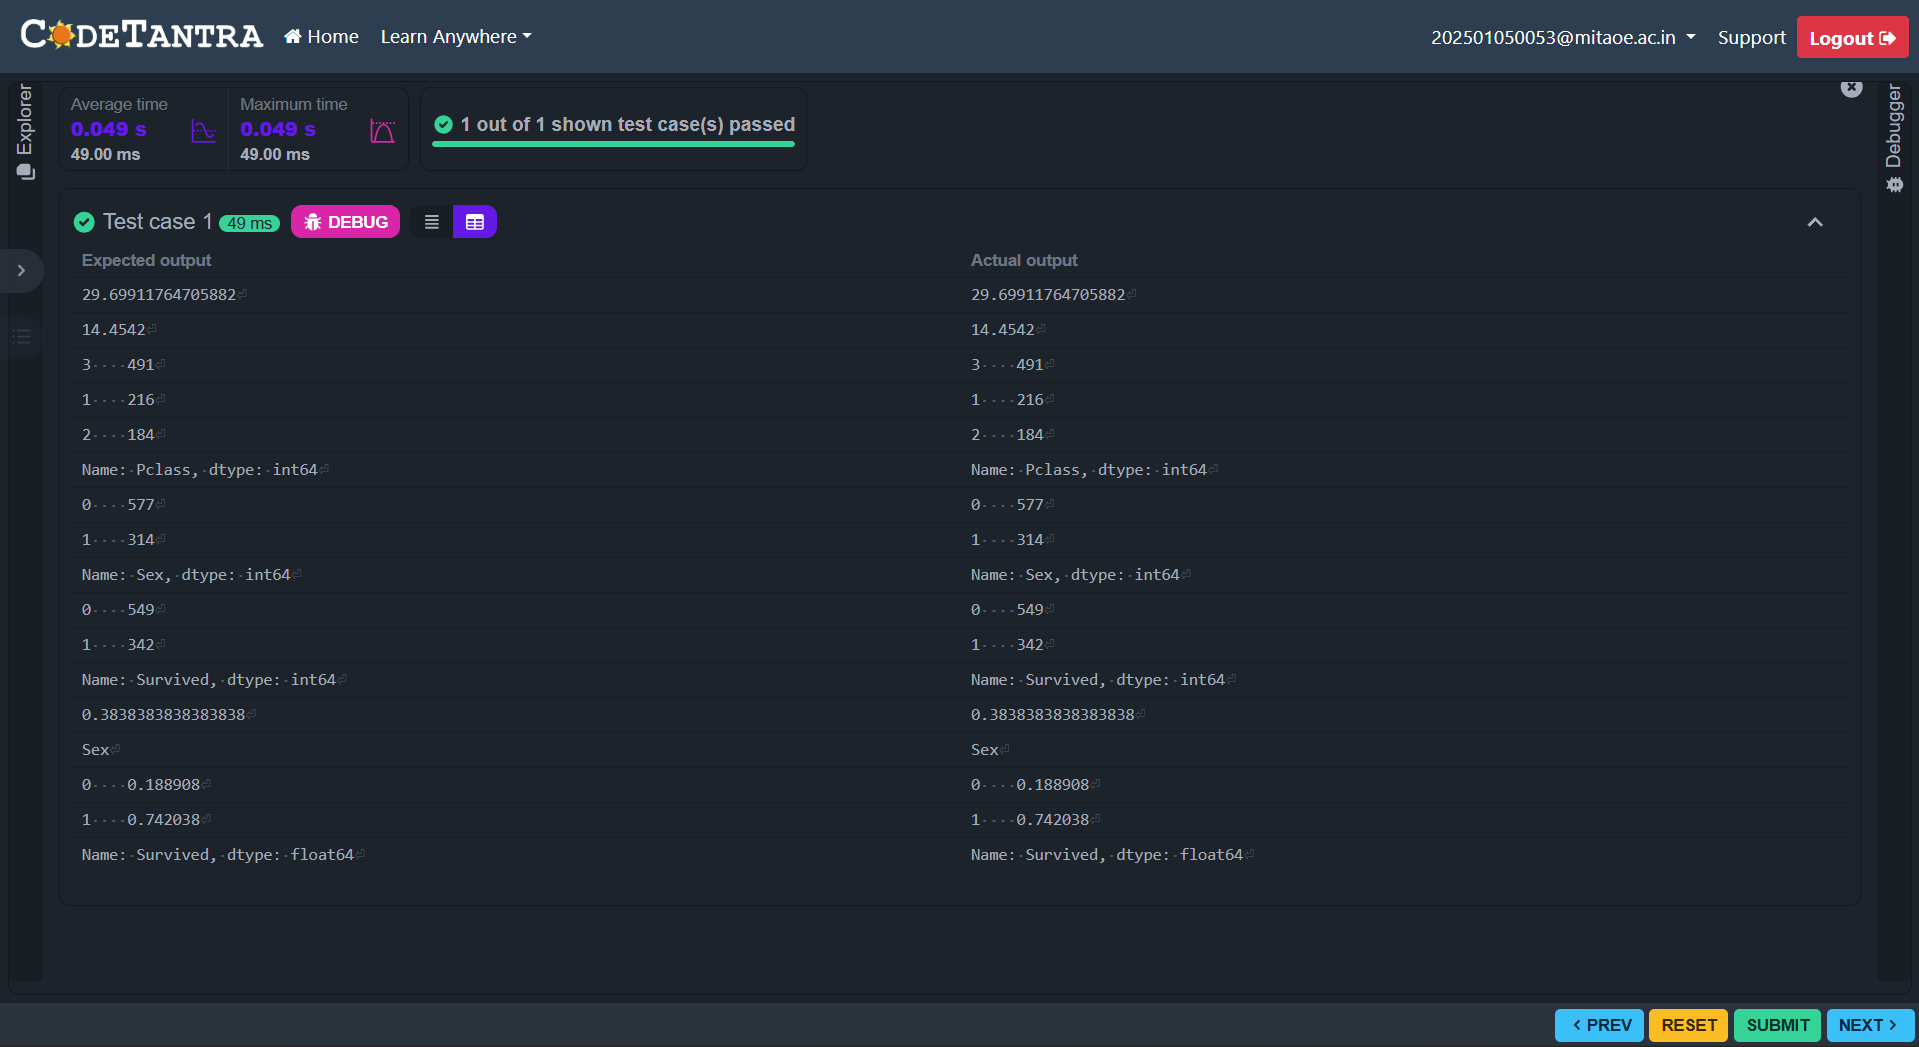 CODETANTRA Home Learn Anywhere 202501050053@mitaoe.ac.in Support Logout
Explorer
Debugger
Average time
0.049 s
49.00 ms
Maximum time
0.049 s
49.00 ms
1 out of 1 shown test case(s) passed
Test case 1 49 ms DEBUG
Expected output Actual output
29.69911764705882⏎ 29.69911764705882⏎
14.4542⏎ 14.4542⏎
3····491⏎ 3····491⏎
1····216⏎ 1····216⏎
2····184⏎ 2····184⏎
Name:·Pclass,·dtype:·int64⏎ Name:·Pclass,·dtype:·int64⏎
0····577⏎ 0····577⏎
1····314⏎ 1····314⏎
Name:·Sex,·dtype:·int64⏎ Name:·Sex,·dtype:·int64⏎
0····549⏎ 0····549⏎
1····342⏎ 1····342⏎
Name:·Survived,·dtype:·int64⏎ Name:·Survived,·dtype:·int64⏎
0.3838383838383838⏎ 0.3838383838383838⏎
Sex⏎ Sex⏎
0····0.188908⏎ 0····0.188908⏎
1····0.742038⏎ 1····0.742038⏎
Name:·Survived,·dtype:·float64⏎ Name:·Survived,·dtype:·float64⏎
PREV RESET SUBMIT NEXT